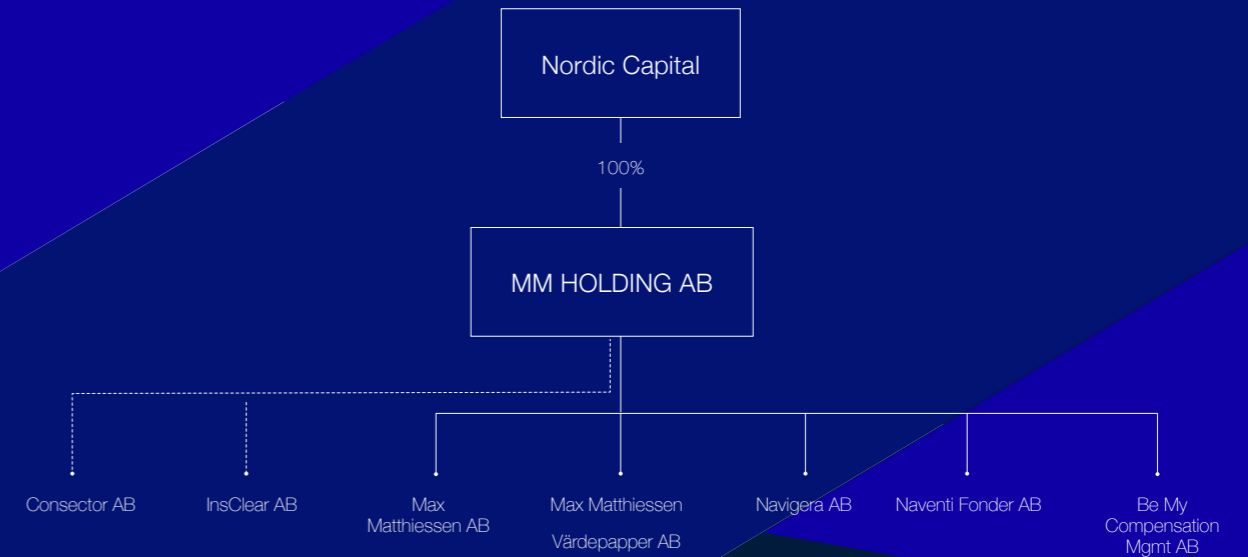 Nordic Capital
100%
MM HOLDING AB
Consector AB
InsClear AB
Max
Matthiessen AB
Max Matthiessen
Värdepapper AB
Navigera AB
Naventi Fonder AB
Be My
Compensation
Mgmt AB